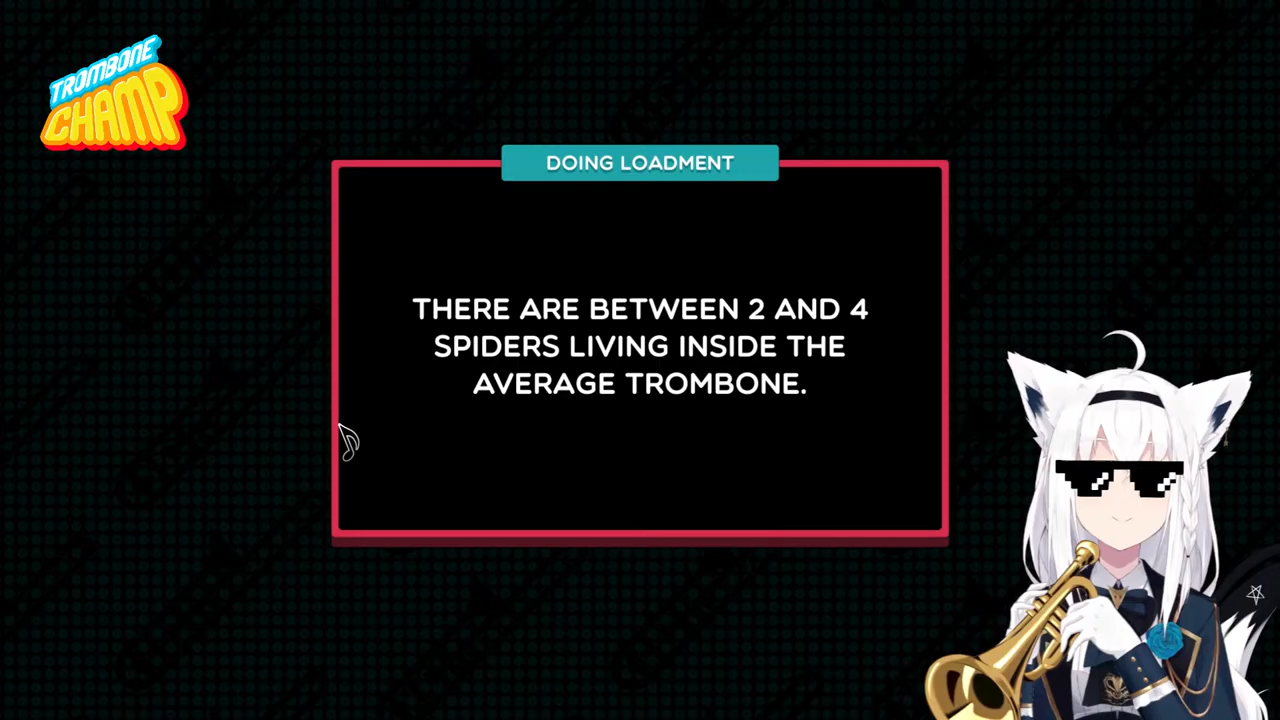 TROMBONE
CHAMP
DOING LOADMENT
THERE ARE BETWEEN 2 AND 4
SPIDERS LIVING INSIDE THE
AVERAGE TROMBONE.